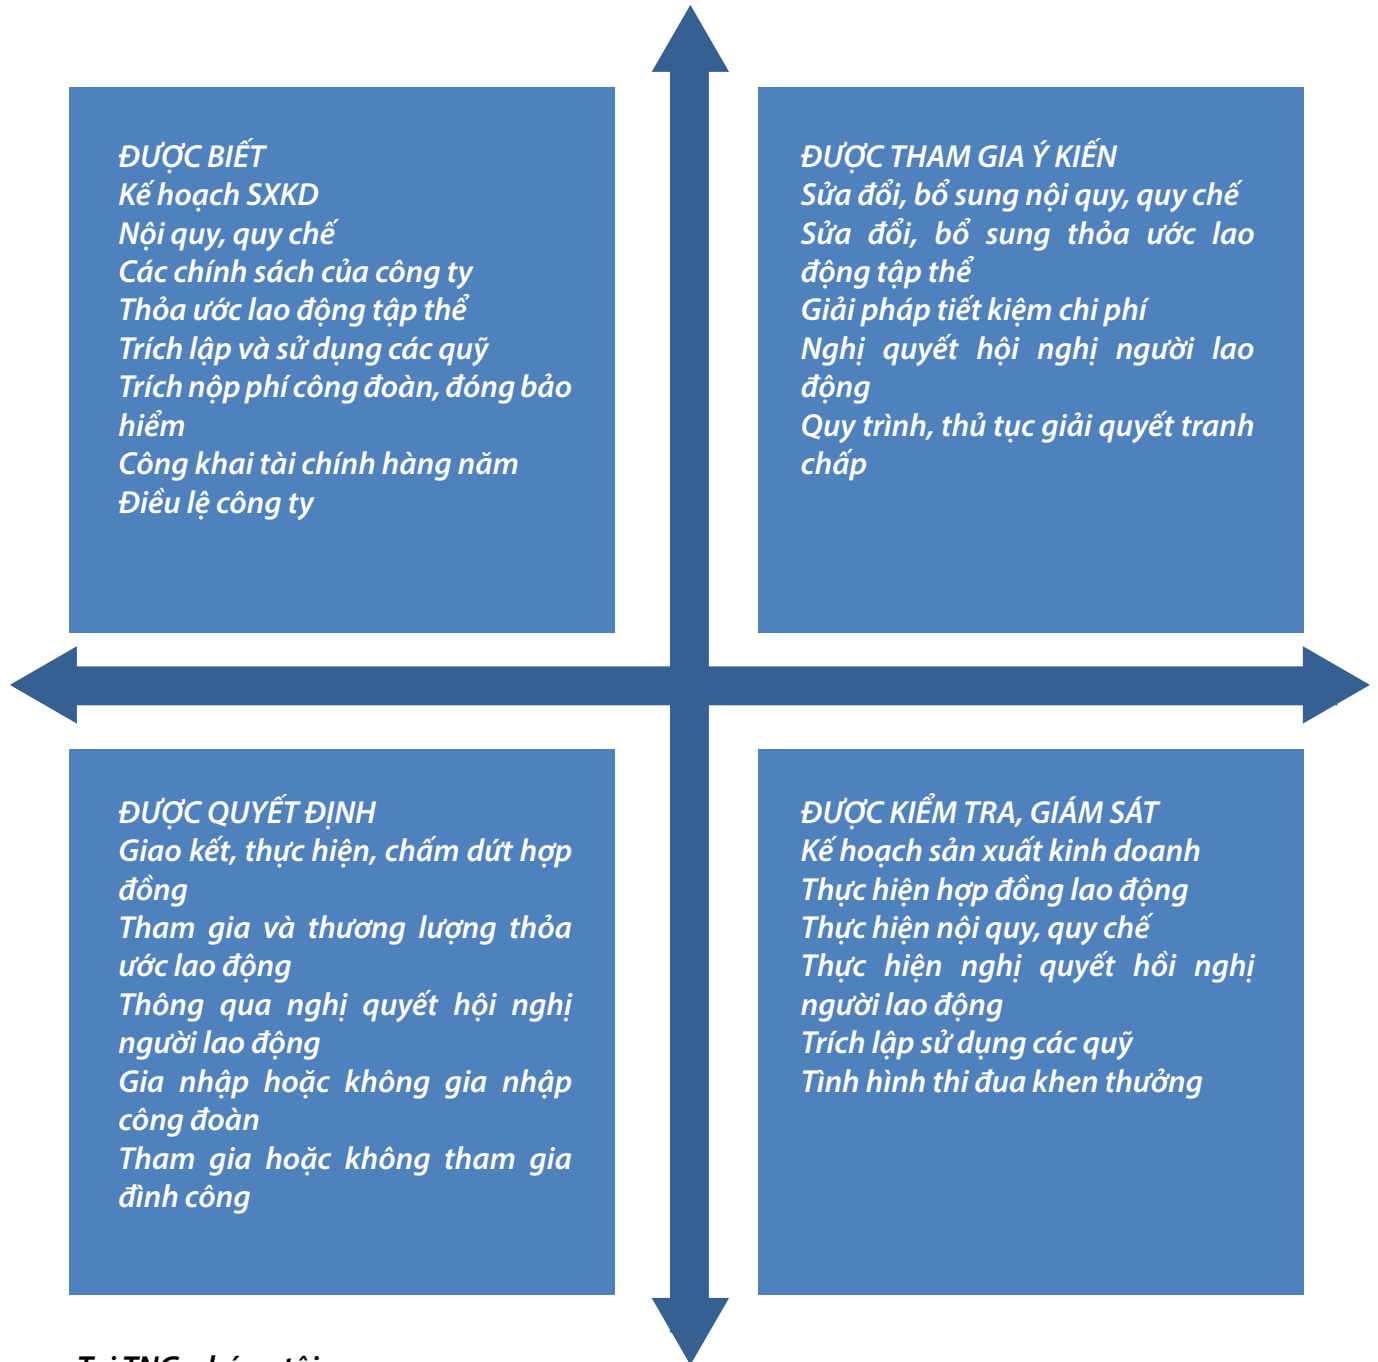 ĐƯỢC BIẾT
Kế hoạch SXKD
Nội quy, quy chế
Các chính sách của công ty
Thỏa ước lao động tập thể
Trích lập và sử dụng các quỹ
Trích nộp phí công đoàn, đóng bảo
hiểm
Công khai tài chính hàng năm
Điều lệ công ty
ĐƯỢC THAM GIA Ý KIẾN
Sửa đổi, bổ sung nội quy, quy chế
Sửa đổi, bổ sung thỏa ước lao
động tập thể
Giải pháp tiết kiệm chi phí
Nghị quyết hội nghị người lao
động
Quy trình, thủ tục giải quyết tranh
chấp
ĐƯỢC QUYẾT ĐỊNH
Giao kết, thực hiện, chấm dứt hợp
đồng
Tham gia và thương lượng thỏa
ước lao động
Thông qua nghị quyết hội nghị
người lao động
Gia nhập hoặc không gia nhập
công đoàn
Tham gia hoặc không tham gia
đình công
ĐƯỢC KIỂM TRA, GIÁM SÁT
Kế hoạch sản xuất kinh doanh
Thực hiện hợp đồng lao động
Thực hiện nội quy, quy chế
Thực hiện nghị quyết hồi nghị
người lao động
Trích lập sử dụng các quỹ
Tình hình thi đua khen thưởng